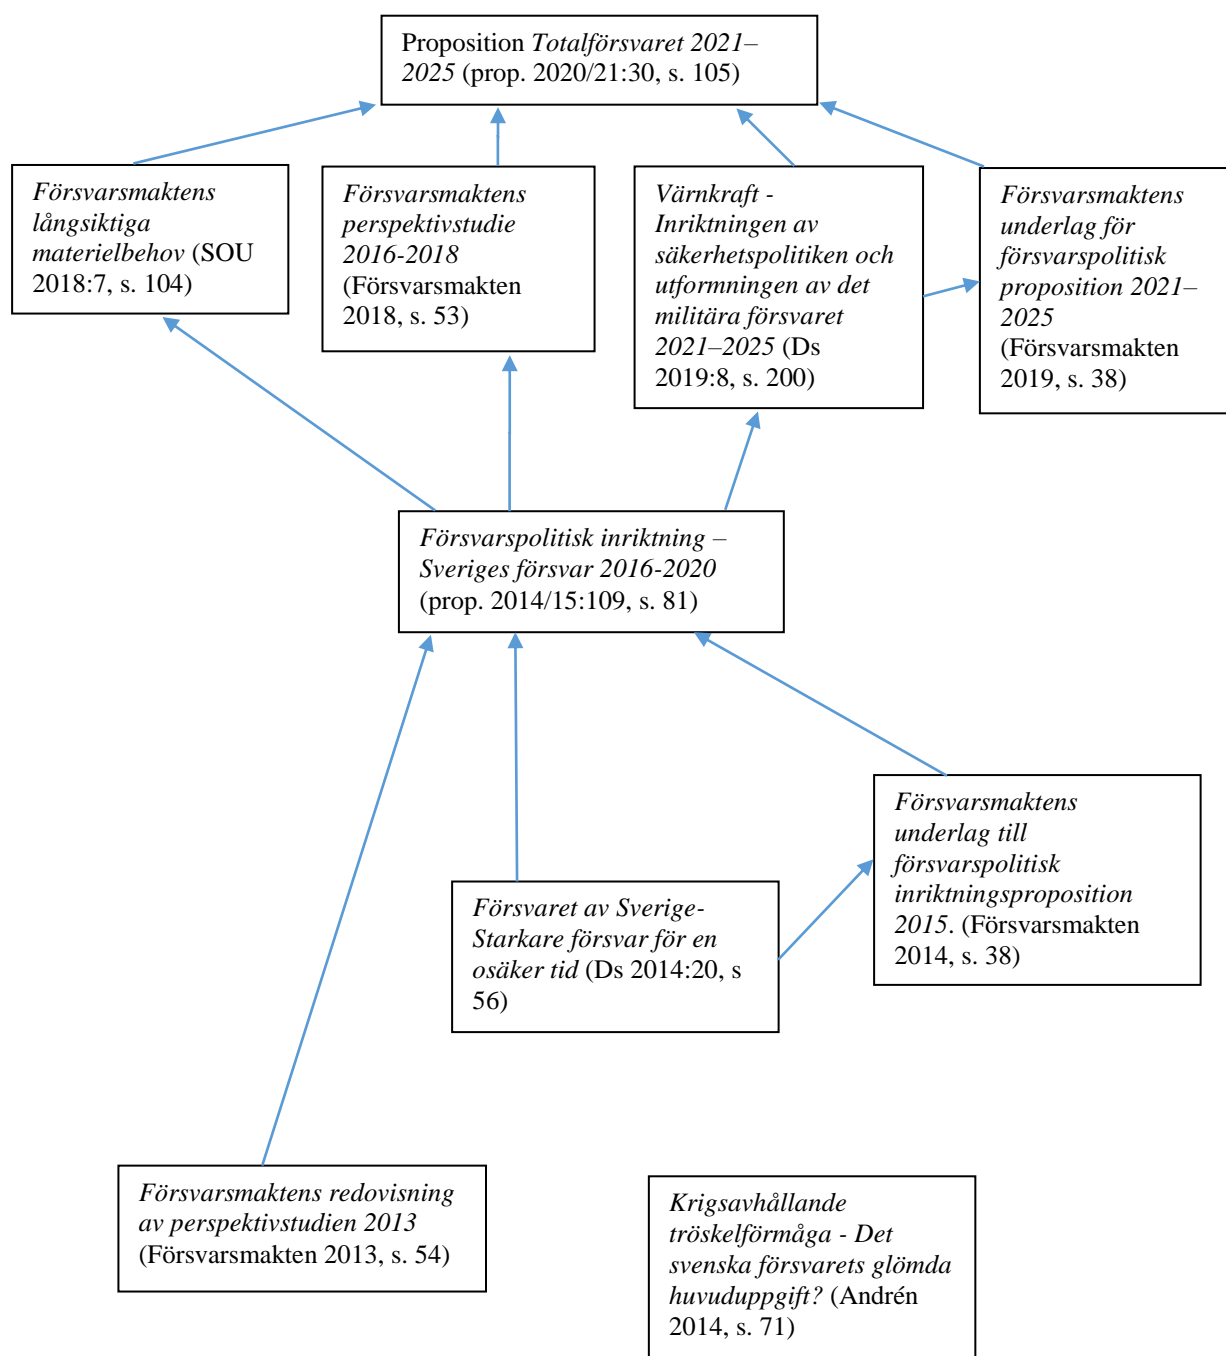 Proposition Totalförsvaret 2021–
2025 (prop. 2020/21:30, s. 105)
Försvarsmaktens
långsiktiga
materielbehov (SOU
2018:7, s. 104)
Försvarsmaktens
perspektivstudie
2016-2018
(Försvarsmakten
2018, s. 53)
Värnkraft -
Inriktningen av
säkerhetspolitiken och
utformningen av det
militära försvaret
2021–2025 (Ds
2019:8, s. 200)
Försvarsmaktens
underlag för
försvarspolitisk
proposition 2021–
2025
(Försvarsmakten
2019, s. 38)
Försvarspolitisk inriktning –
Sveriges försvar 2016-2020
(prop. 2014/15:109, s. 81)
Försvarsmaktens
underlag till
försvarspolitisk
inriktningsproposition
2015. (Försvarsmakten
2014, s. 38)
Försvaret av Sverige-
Starkare försvar för en
osäker tid (Ds 2014:20, s
56)
Försvarsmaktens redovisning
av perspektivstudien 2013
(Försvarsmakten 2013, s. 54)
Krigsavhållande
tröskelförmåga - Det
svenska försvarets glömda
huvuduppgift? (Andrén
2014, s. 71)